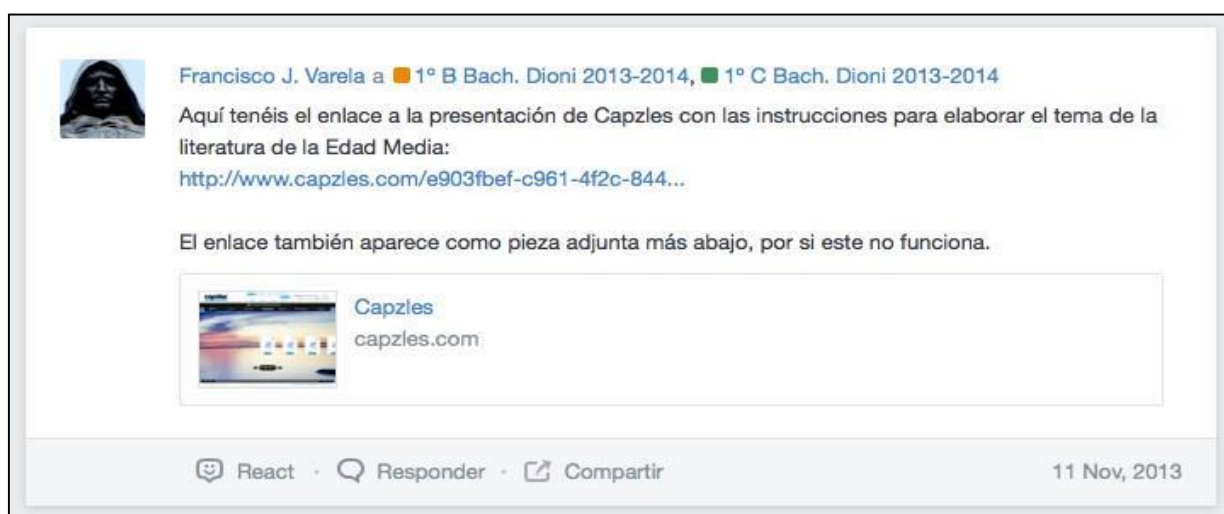 Francisco J. Varela a 1º B Bach. Dioni 2013-2014, 1º C Bach. Dioni 2013-2014
Aquí tenéis el enlace a la presentación de Capzles con las instrucciones para elaborar el tema de la
literatura de la Edad Media:
http://www.capzles.com/e903fbef-c961-4f2c-844...
El enlace también aparece como pieza adjunta más abajo, por si este no funciona.
Capzles
capzles.com
React · Responder · Compartir 11 Nov, 2013